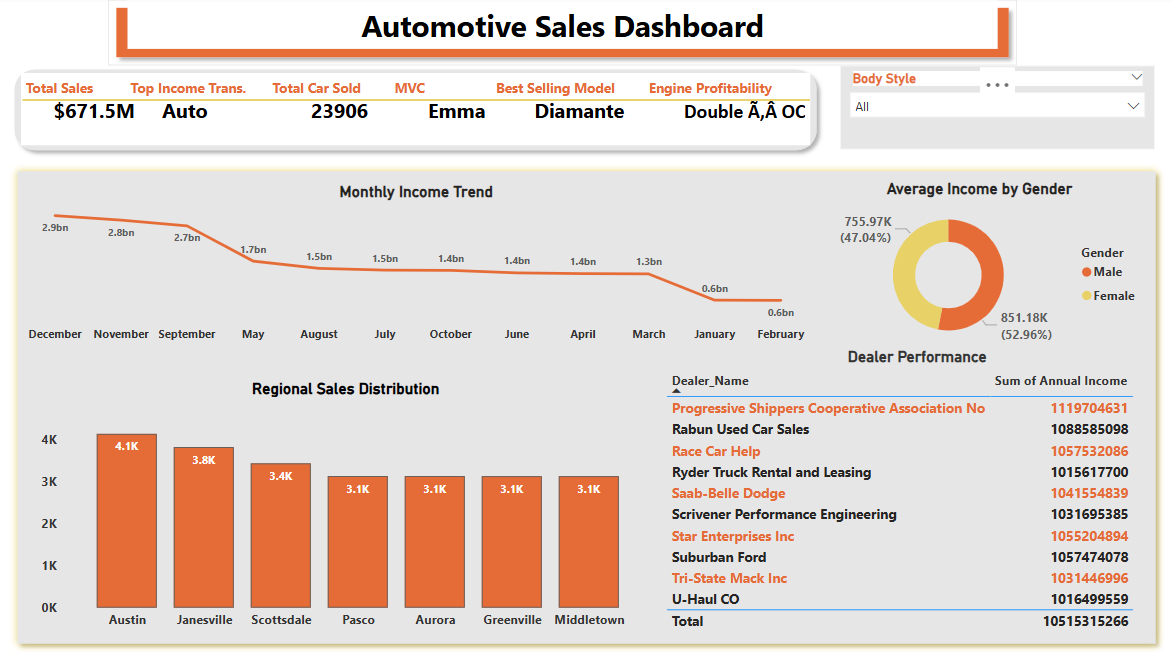 Automotive Sales Dashboard
Total Sales Top Income Trans. Total Car Sold MVC Best Selling Model Engine Profitability
$671.5M Auto 23906 Emma Diamante Double Ã,Â OC
Body Style
All
Monthly Income Trend
2.9bn
2.8bn
2.7bn
1.7bn
1.5bn
1.5bn
1.4bn
1.4bn
1.4bn
1.3bn
0.6bn
0.6bn
December November September May August July October June April March January February
Average Income by Gender
755.97K
(47.04%)
851.18K
(52.96%)
Gender
Male
Female
Regional Sales Distribution
4K
3K
2K
1K
0K
4.1K
3.8K
3.4K
3.1K
3.1K
3.1K
3.1K
Austin Janesville Scottsdale Pasco Aurora Greenville Middletown
Dealer Performance
Dealer_Name Sum of Annual Income
Progressive Shippers Cooperative Association No 1119704631
Rabun Used Car Sales 1088585098
Race Car Help 1057532086
Ryder Truck Rental and Leasing 1015617700
Saab-Belle Dodge 1041554839
Scrivener Performance Engineering 1031695385
Star Enterprises Inc 1055204894
Suburban Ford 1057474078
Tri-State Mack Inc 1031446996
U-Haul CO 1016499559
Total 10515315266